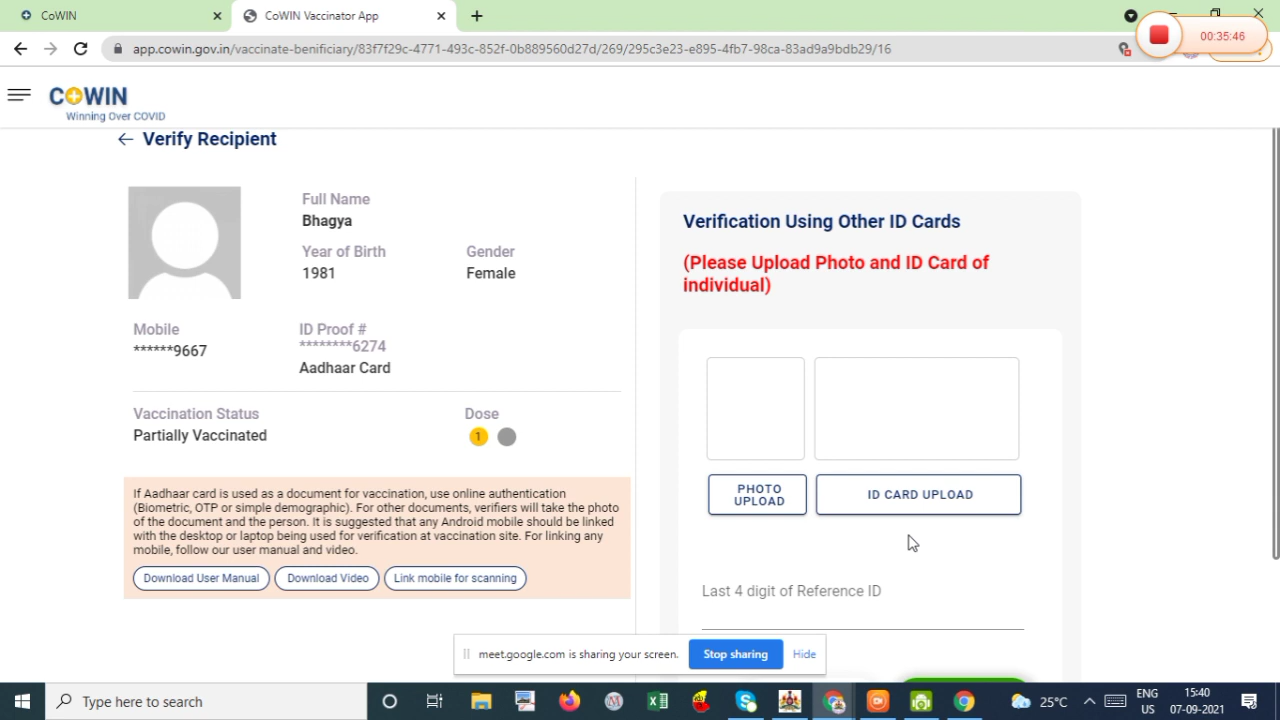 CoWIN
CoWIN Vaccinator App
app.cowin.gov.in/vaccinate-benificiary/83f7f29c-4771-493c-852f-0b889560d27d/269/295c3e23-e895-4fb7-98ca-83ad9a9bdb29/16
00:35:46
COWIN
Winning Over COVID
Verify Recipient
Full Name
Bhagya
Year of Birth
Gender
1981
Female
Mobile
ID Proof #
******9667
********6274
Aadhaar Card
Vaccination Status
Dose
Partially Vaccinated
1
If Aadhaar card is used as a document for vaccination, use online authentication
(Biometric, OTP or simple demographic). For other documents, verifiers will take the photo
of the document and the person. It is suggested that any Android mobile should be linked
with the desktop or laptop being used for verification at vaccination site. For linking any
mobile, follow our user manual and video.
Download User Manual
Download Video
Link mobile for scanning
Verification Using Other ID Cards
(Please Upload Photo and ID Card of
individual)
PHOTO
UPLOAD
ID CARD UPLOAD
Last 4 digit of Reference ID
meet.google.com is sharing your screen.
Stop sharing
Hide
Type here to search
25°C
ENG
US
15:40
07-09-2021